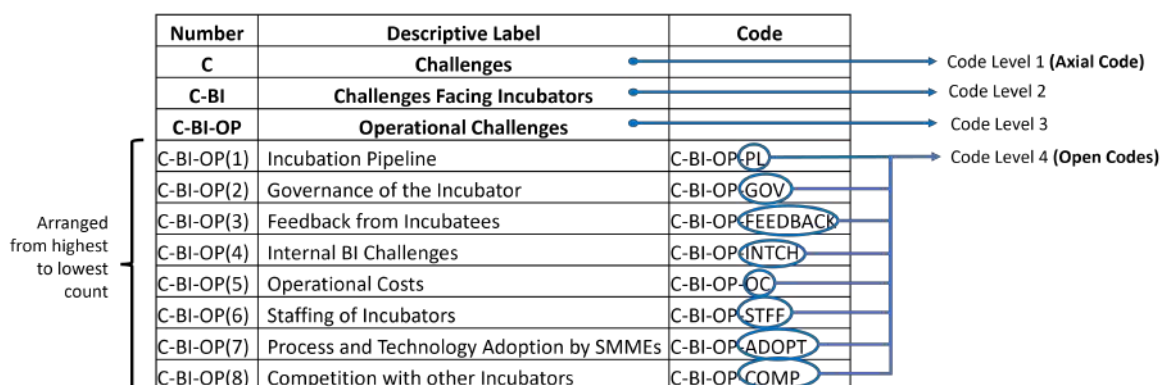 Number Descriptive Label Code
C Challenges Code Level 1 (Axial Code)
C-BI Challenges Facing Incubators Code Level 2
C-BI-OP Operational Challenges Code Level 3
C-BI-OP(1) Incubation Pipeline C-BI-OP-PL Code Level 4 (Open Codes)
C-BI-OP(2) Governance of the Incubator C-BI-OP-GOV
C-BI-OP(3) Feedback from Incubatees C-BI-OP-FEEDBACK
C-BI-OP(4) Internal BI Challenges C-BI-OP-INTCH
C-BI-OP(5) Operational Costs C-BI-OP-OC
C-BI-OP(6) Staffing of Incubators C-BI-OP-STFF
C-BI-OP(7) Process and Technology Adoption by SMMEs C-BI-OP-ADOPT
C-BI-OP(8) Competition with other Incubators C-BI-OP-COMP
Arranged
from highest
to lowest
count